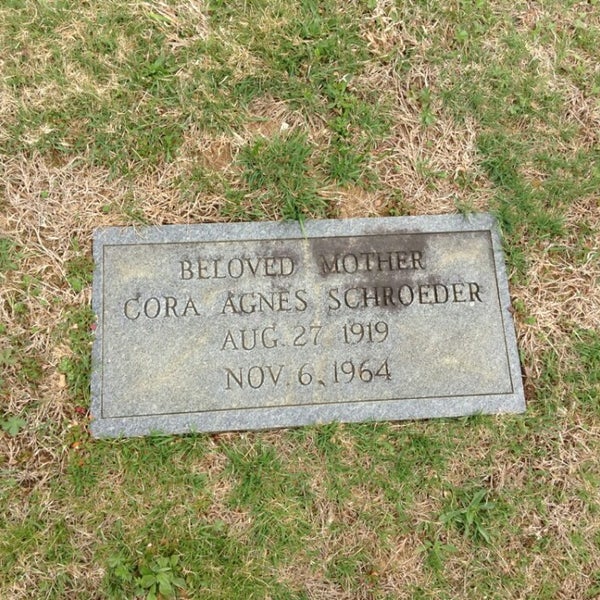 BELOVED MOTHER
CORA AGNES SCHROEDER
AUG. 27 1919
NOV. 6, 1964